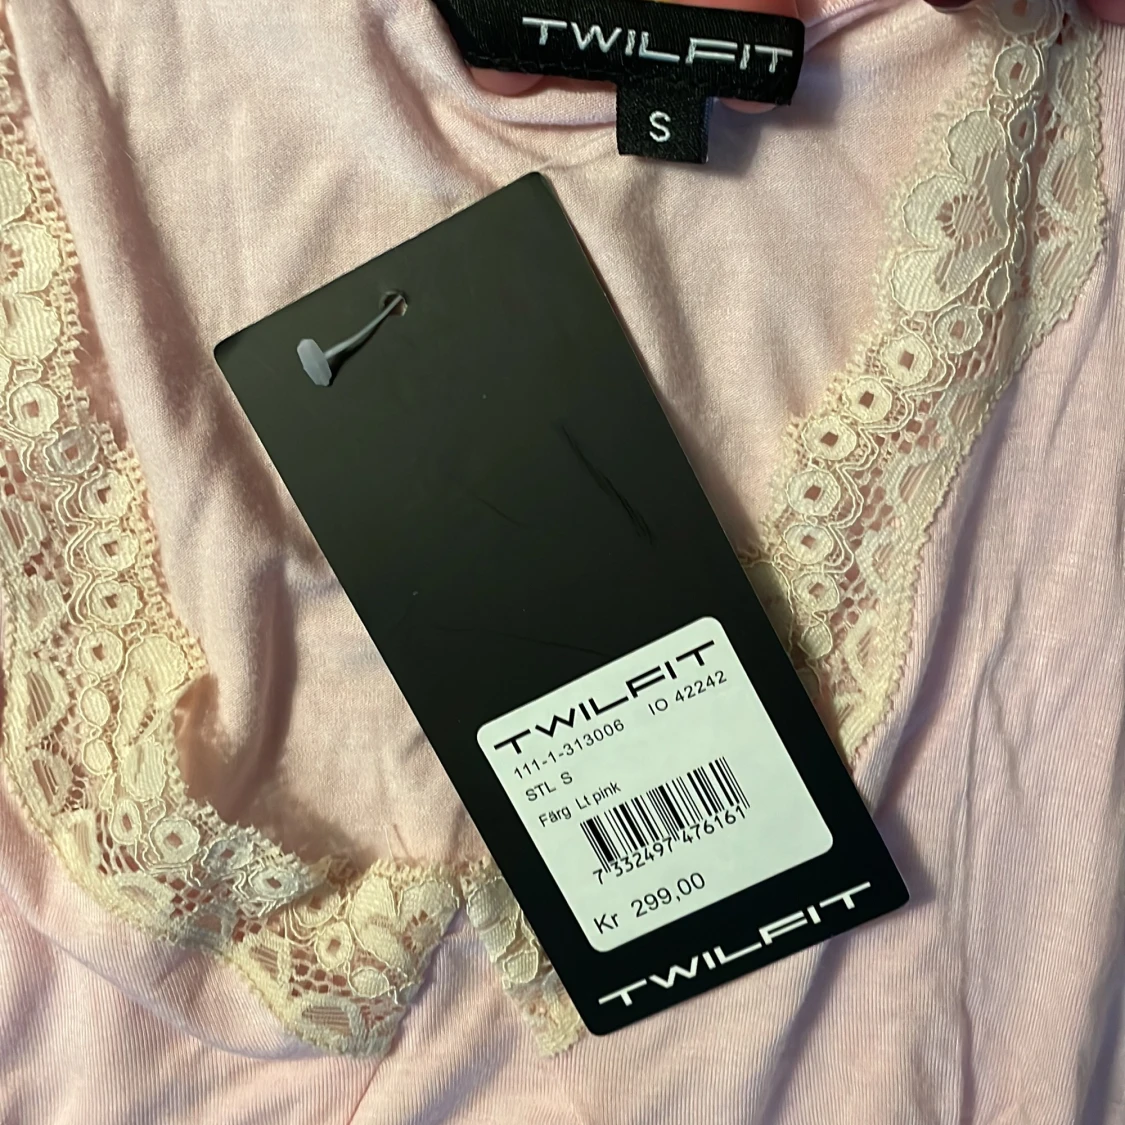 TWILFIT
S
TWILFIT
111-1-313006 IO 42242
STL S
Färg Lt pink
7 332497 476161
Kr 299,00
TWILFIT